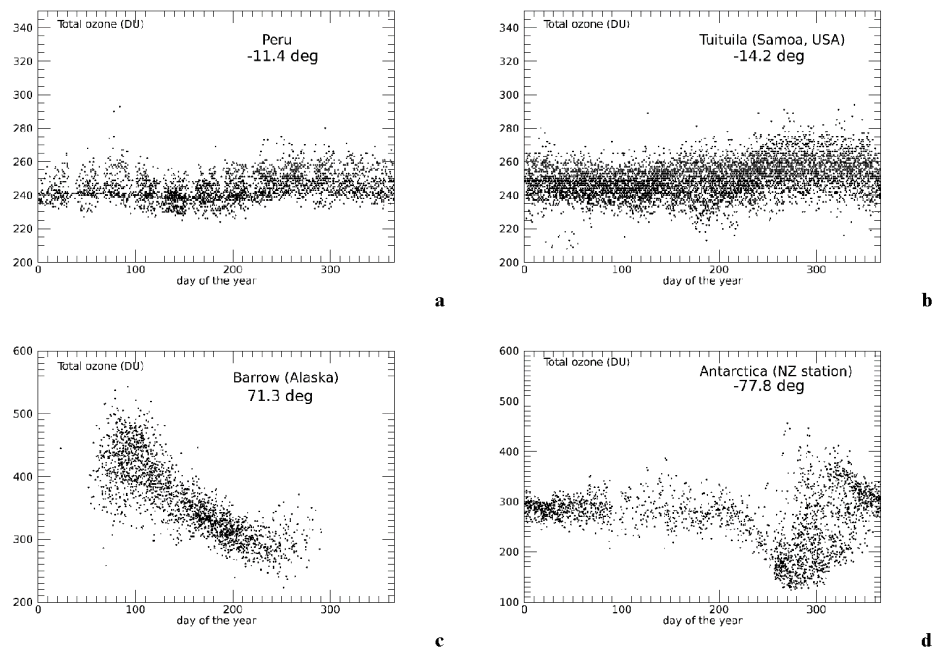 Total ozone (DU)
Peru
-11.4 deg
340
320
300
280
260
240
220
200
0
100
200
300
day of the year
a
Total ozone (DU)
Tuituila (Samoa, USA)
-14.2 deg
340
320
300
280
260
240
220
200
0
100
200
300
day of the year
b
600
Total ozone (DU)
Barrow (Alaska)
71.3 deg
500
400
300
200
0
100
200
300
day of the year
c
600
Total ozone (DU)
Antarctica (NZ station)
-77.8 deg
500
400
300
200
100
0
100
200
300
day of the year
d